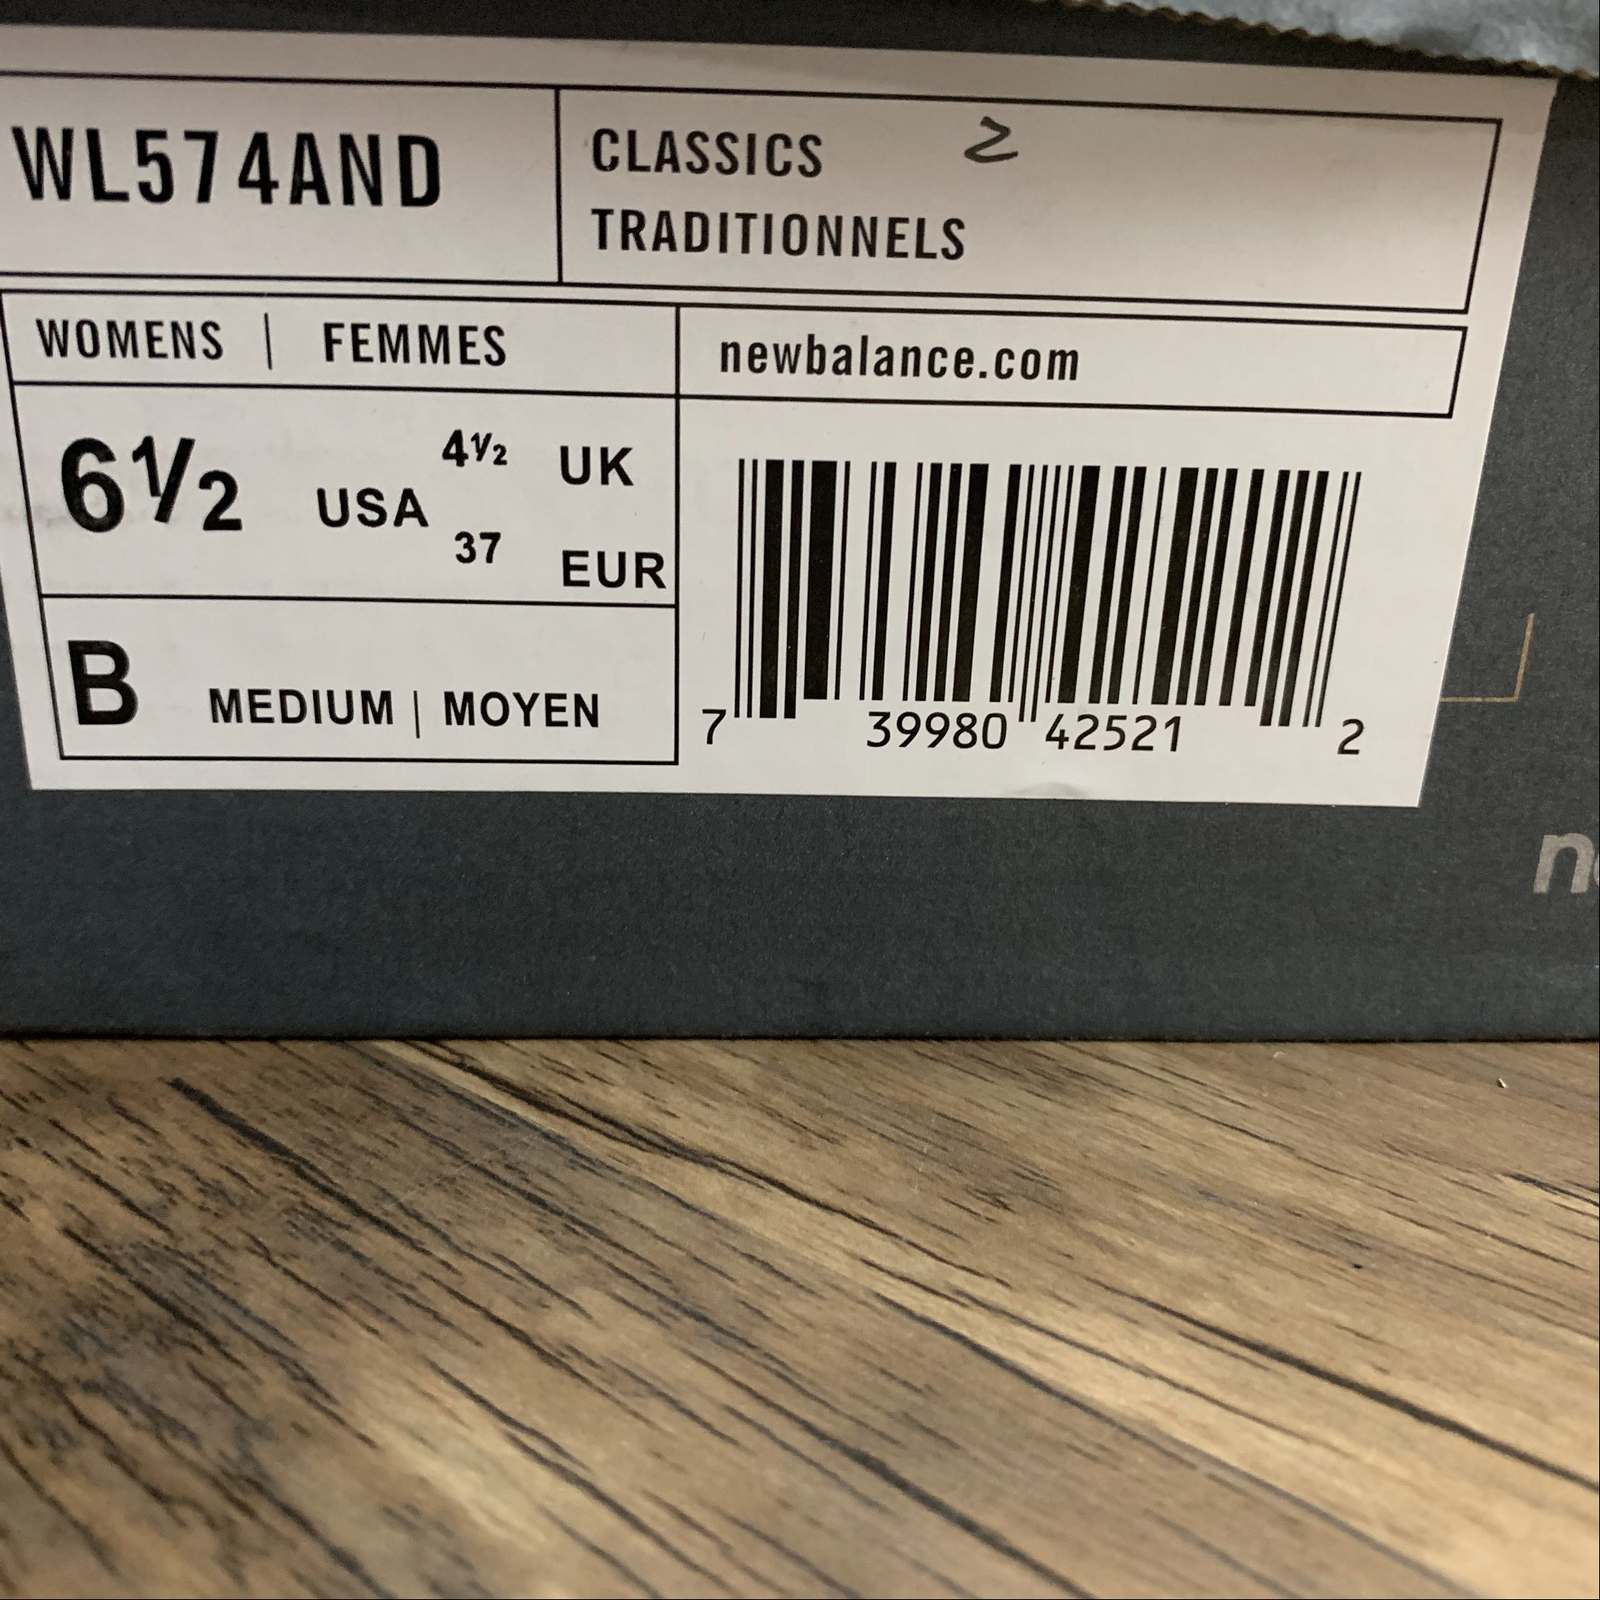 WL574AND
CLASSICS 2
TRADITIONNELS
WOMENS | FEMMES
newbalance.com
6½ USA
4½ UK
37 EUR
B MEDIUM | MOYEN
7 39980 42521 2